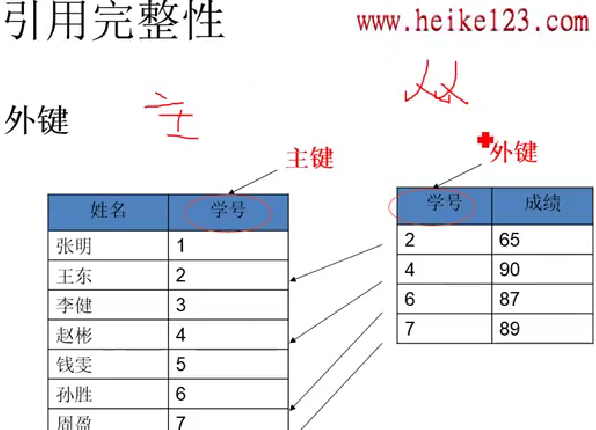 引用完整性
www.heike123.com
外键
主
主键
外键
姓名 学号
张明 1
王东 2
李健 3
赵彬 4
钱雯 5
孙胜 6
周盈 7
学号 成绩
2 65
4 90
6 87
7 89